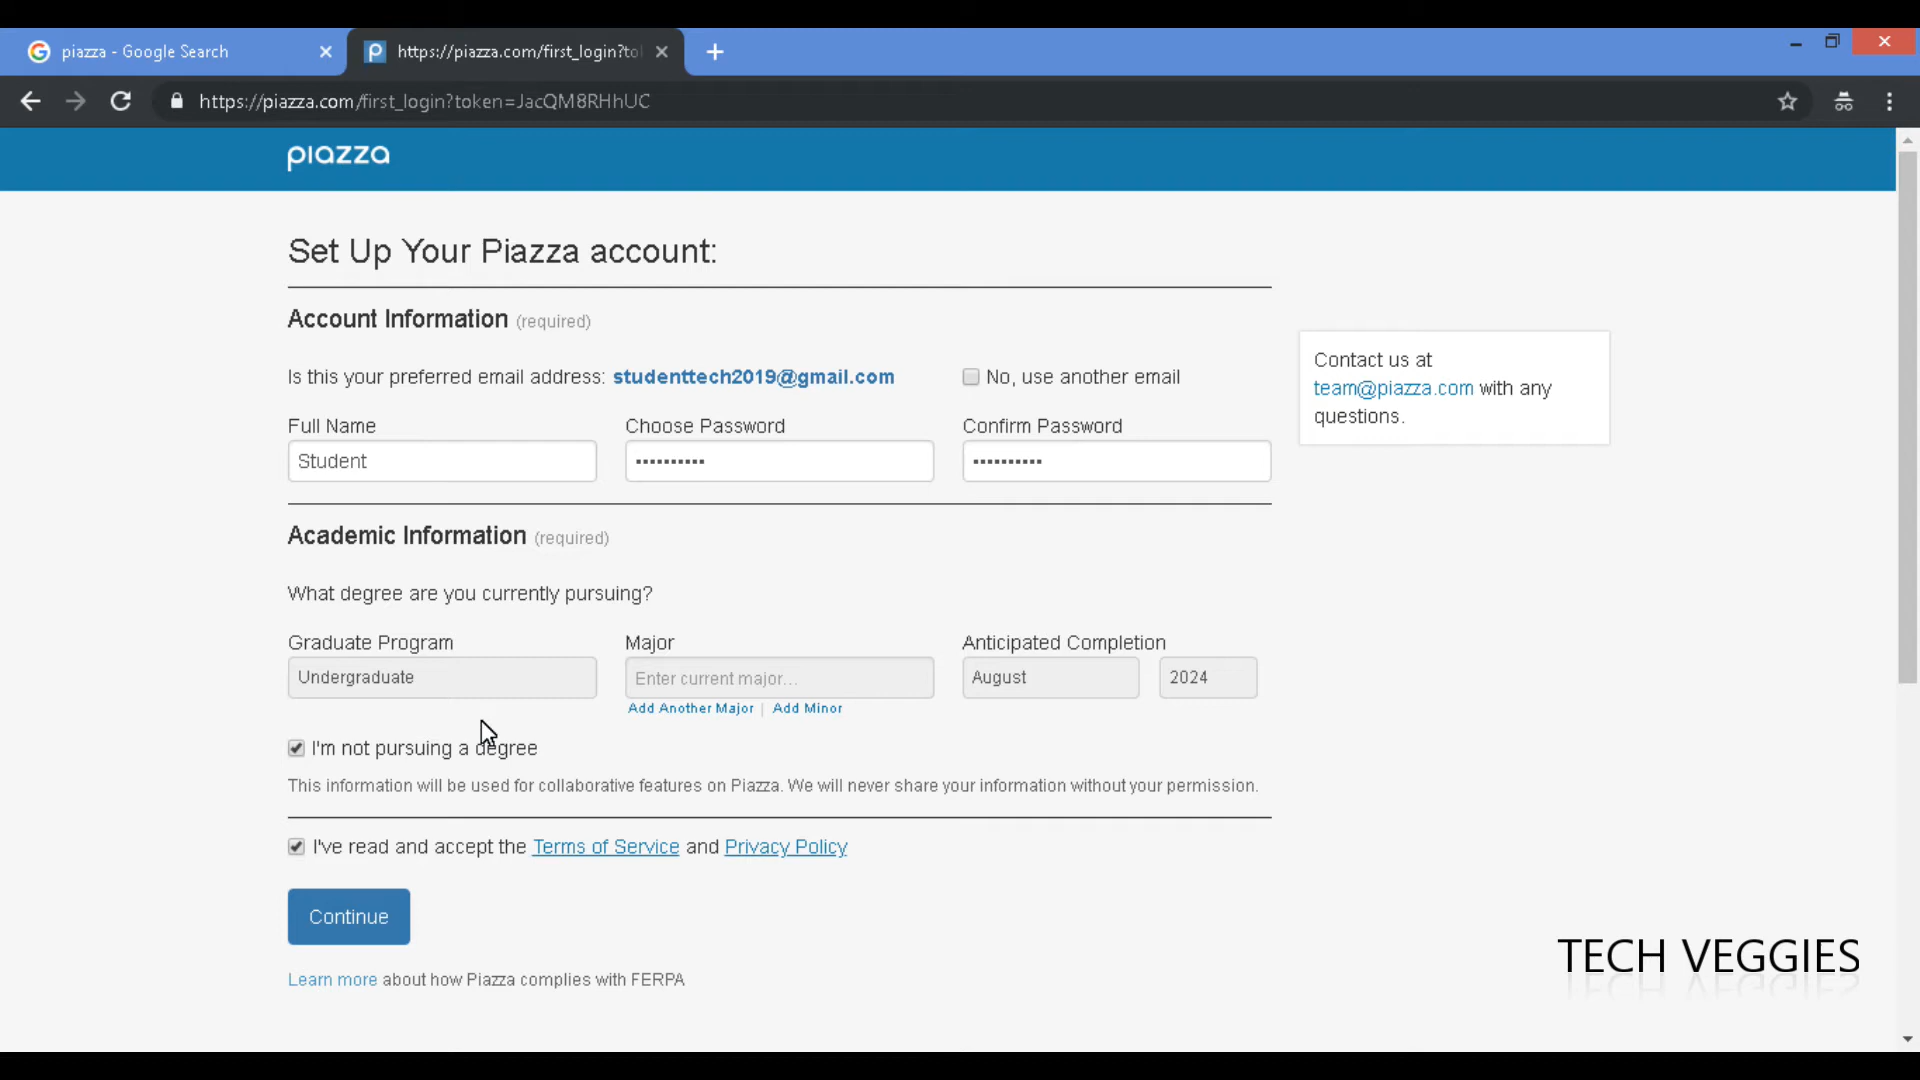 piazza - Google Search
https://piazza.com/first_login?to
https://piazza.com/first_login?token=JacQM8RHhUC
piazza
Set Up Your Piazza account:
Account Information (required)
Is this your preferred email address: studenttech2019@gmail.com
No, use another email
Contact us at
team@piazza.com with any
questions.
Full Name
Choose Password
Confirm Password
Student
••••••••••
••••••••••
Academic Information (required)
What degree are you currently pursuing?
Graduate Program
Major
Anticipated Completion
Undergraduate
Enter current major...
August
2024
Add Another Major | Add Minor
I'm not pursuing a degree
This information will be used for collaborative features on Piazza. We will never share your information without your permission.
I've read and accept the Terms of Service and Privacy Policy
Continue
TECH VEGGIES
Learn more about how Piazza complies with FERPA